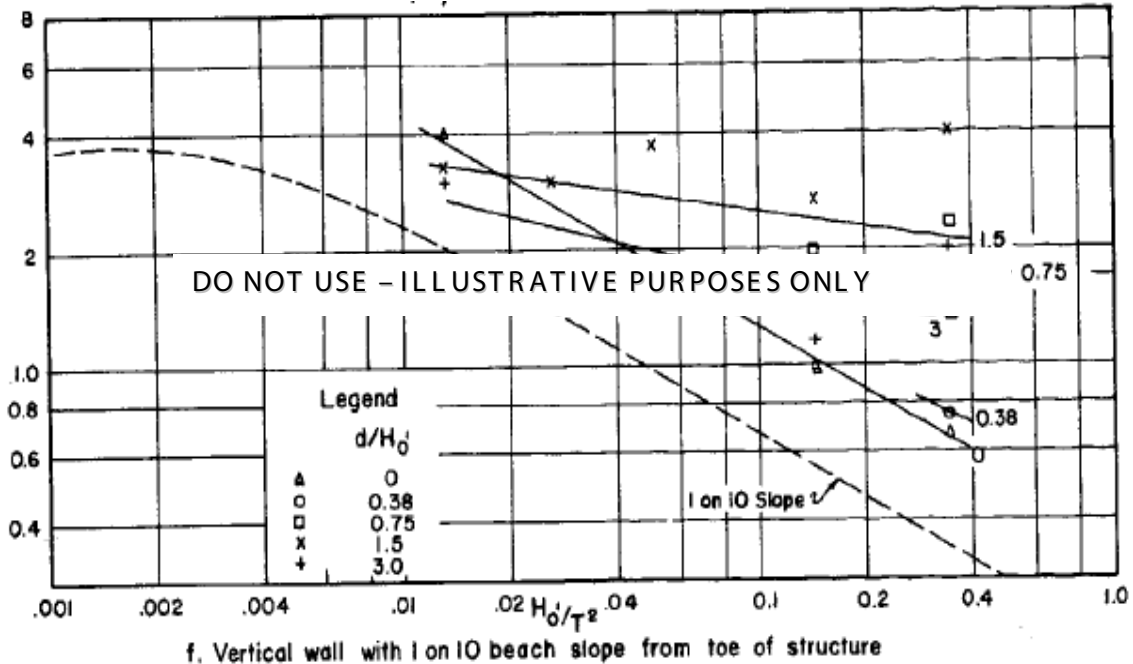 8
6
4
2
1.0
0.8
0.6
0.4
DO NOT USE – ILLUSTRATIVE PURPOSES ONLY
1.5
0.75
3
0.38
0
1 on 10 Slope
Legend
d/H₀'
0
0.38
0.75
1.5
3.0
.001 .002 .004 .01 .02 .04 0.1 0.2 0.4 1.0
H₀'/T²
f. Vertical wall with 1 on 10 beach slope from toe of structure